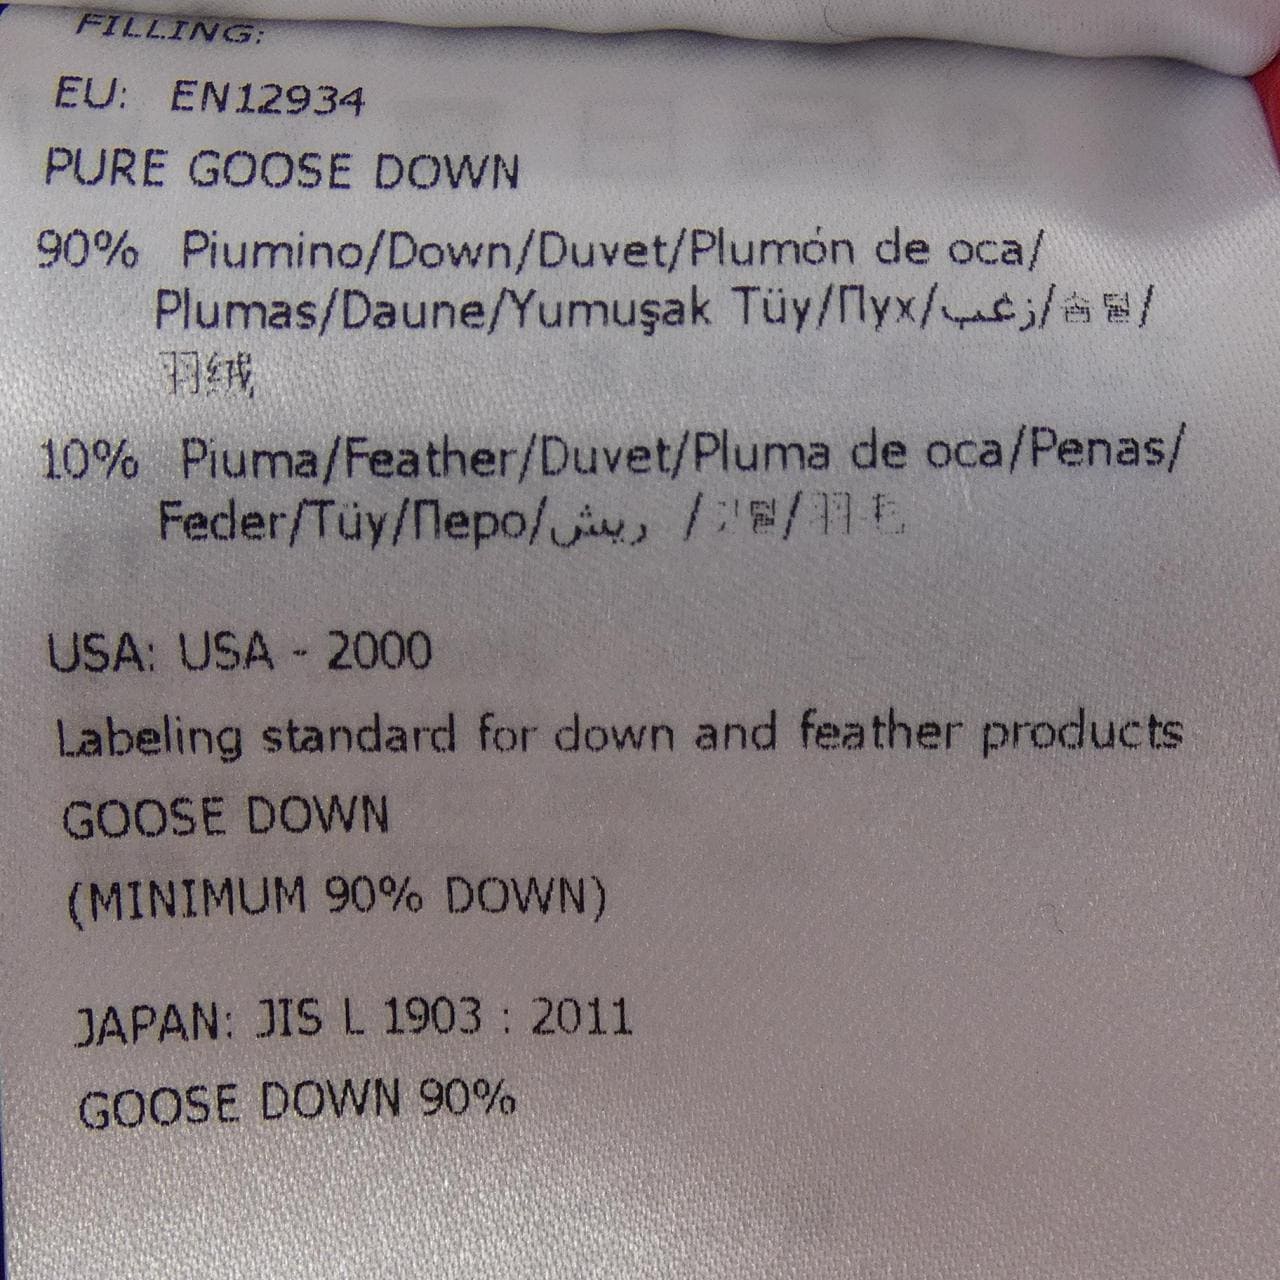 FILLING:
EU: EN12934
PURE GOOSE DOWN
90% Piumino/Down/Duvet/Plumón de oca/
Plumas/Daune/Yumuşak Tüy/Пух/زغب/솜털/
羽绒
10% Piuma/Feather/Duvet/Pluma de oca/Penas/
Feder/Tüy/Перо/ريش /깃털/羽毛
USA: USA - 2000
Labeling standard for down and feather products
GOOSE DOWN
(MINIMUM 90% DOWN)
JAPAN: JIS L 1903 : 2011
GOOSE DOWN 90%